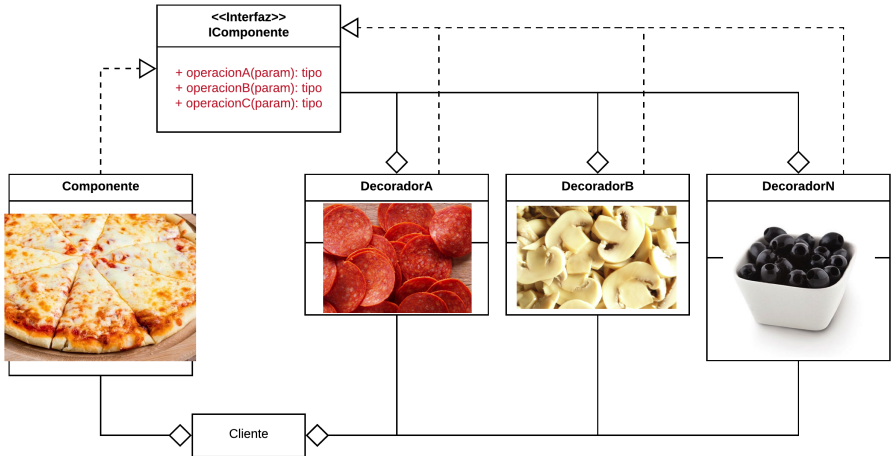 <<Interfaz>>
IComponente
+ operacionA(param): tipo
+ operacionB(param): tipo
+ operacionC(param): tipo
Componente
DecoradorA
DecoradorB
DecoradorN
Cliente